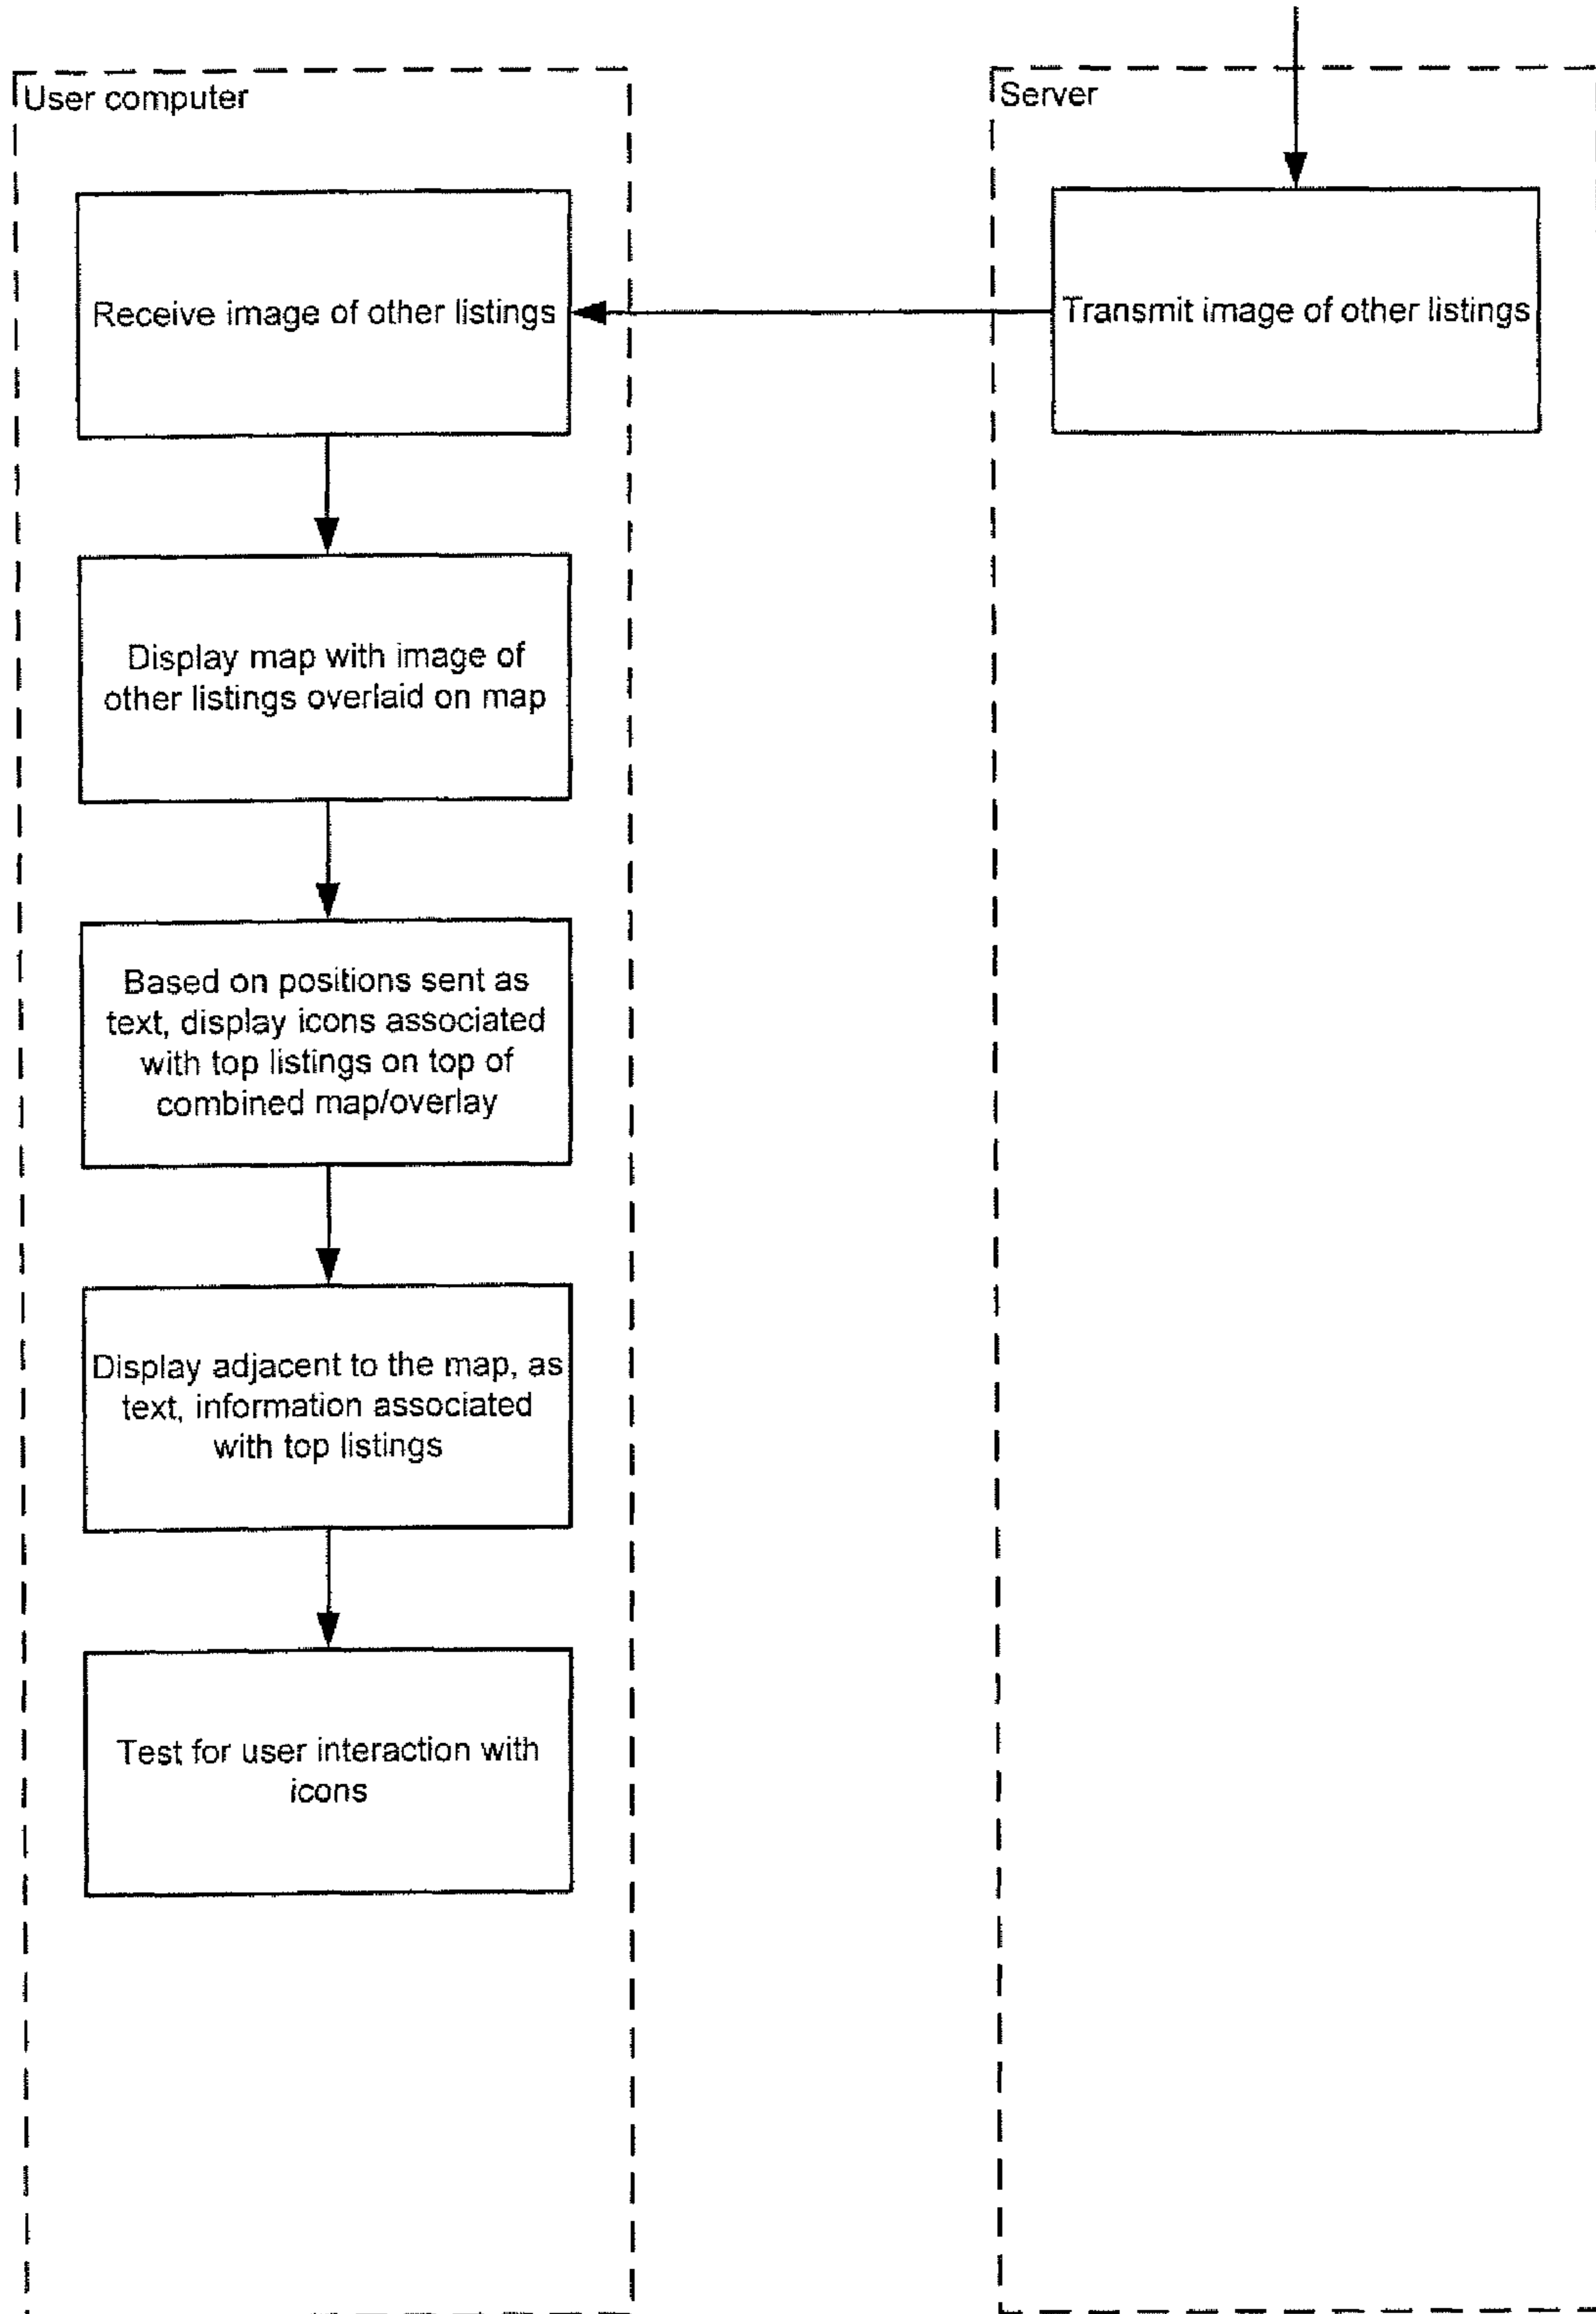 User computer
Server
Receive image of other listings
Transmit image of other listings
Display map with image of
other listings overlaid on map
Based on positions sent as
text, display icons associated
with top listings on top of
combined map/overlay
Display adjacent to the map, as
text, information associated
with top listings
Test for user interaction with
icons